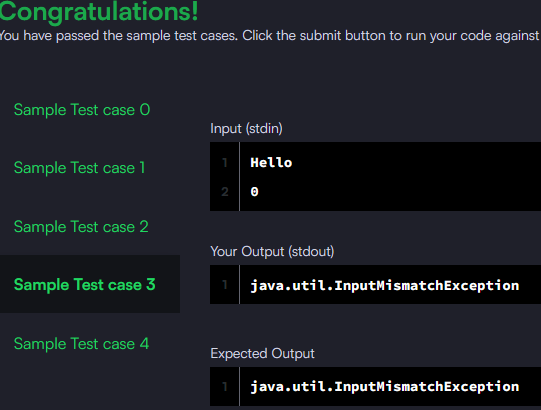 Congratulations!
You have passed the sample test cases. Click the submit button to run your code against
Sample Test case 0
Sample Test case 1
Sample Test case 2
Sample Test case 3
Sample Test case 4
Input (stdin)
1 Hello
2 0
Your Output (stdout)
1 java.util.InputMismatchException
Expected Output
1 java.util.InputMismatchException